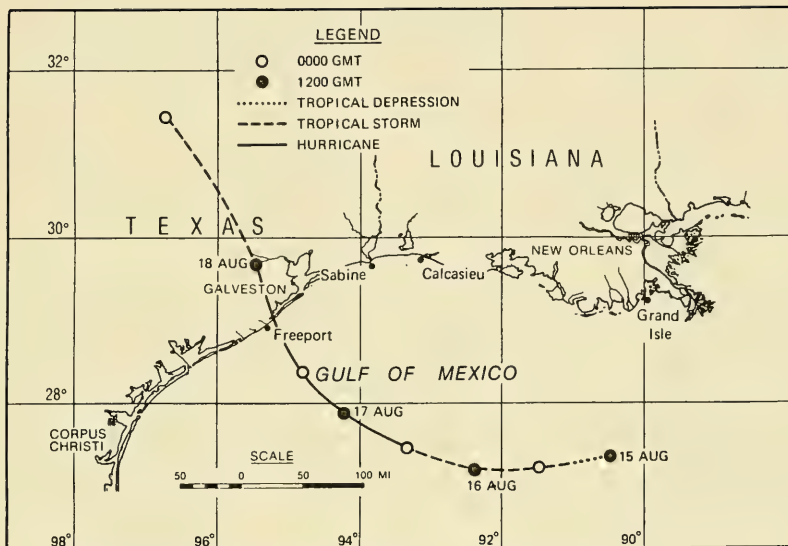 LEGEND
0000 GMT
1200 GMT
TROPICAL DEPRESSION
TROPICAL STORM
HURRICANE
32°
LOUISIANA
TEXAS
30°
NEW ORLEANS
18 AUG
GALVESTON
Sabine
Calcasieu
Grand
Isle
Freeport
GULF OF MEXICO
28°
17 AUG
CORPUS
CHRISTI
SCALE
50 0 50 100 MI
15 AUG
16 AUG
98° 96° 94° 92° 90°